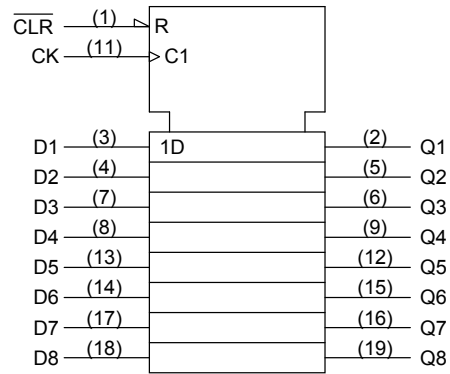 C̅L̅R̅ (1) R
CK (11) C1
D1 (3) 1D (2) Q1
D2 (4) (5) Q2
D3 (7) (6) Q3
D4 (8) (9) Q4
D5 (13) (12) Q5
D6 (14) (15) Q6
D7 (17) (16) Q7
D8 (18) (19) Q8